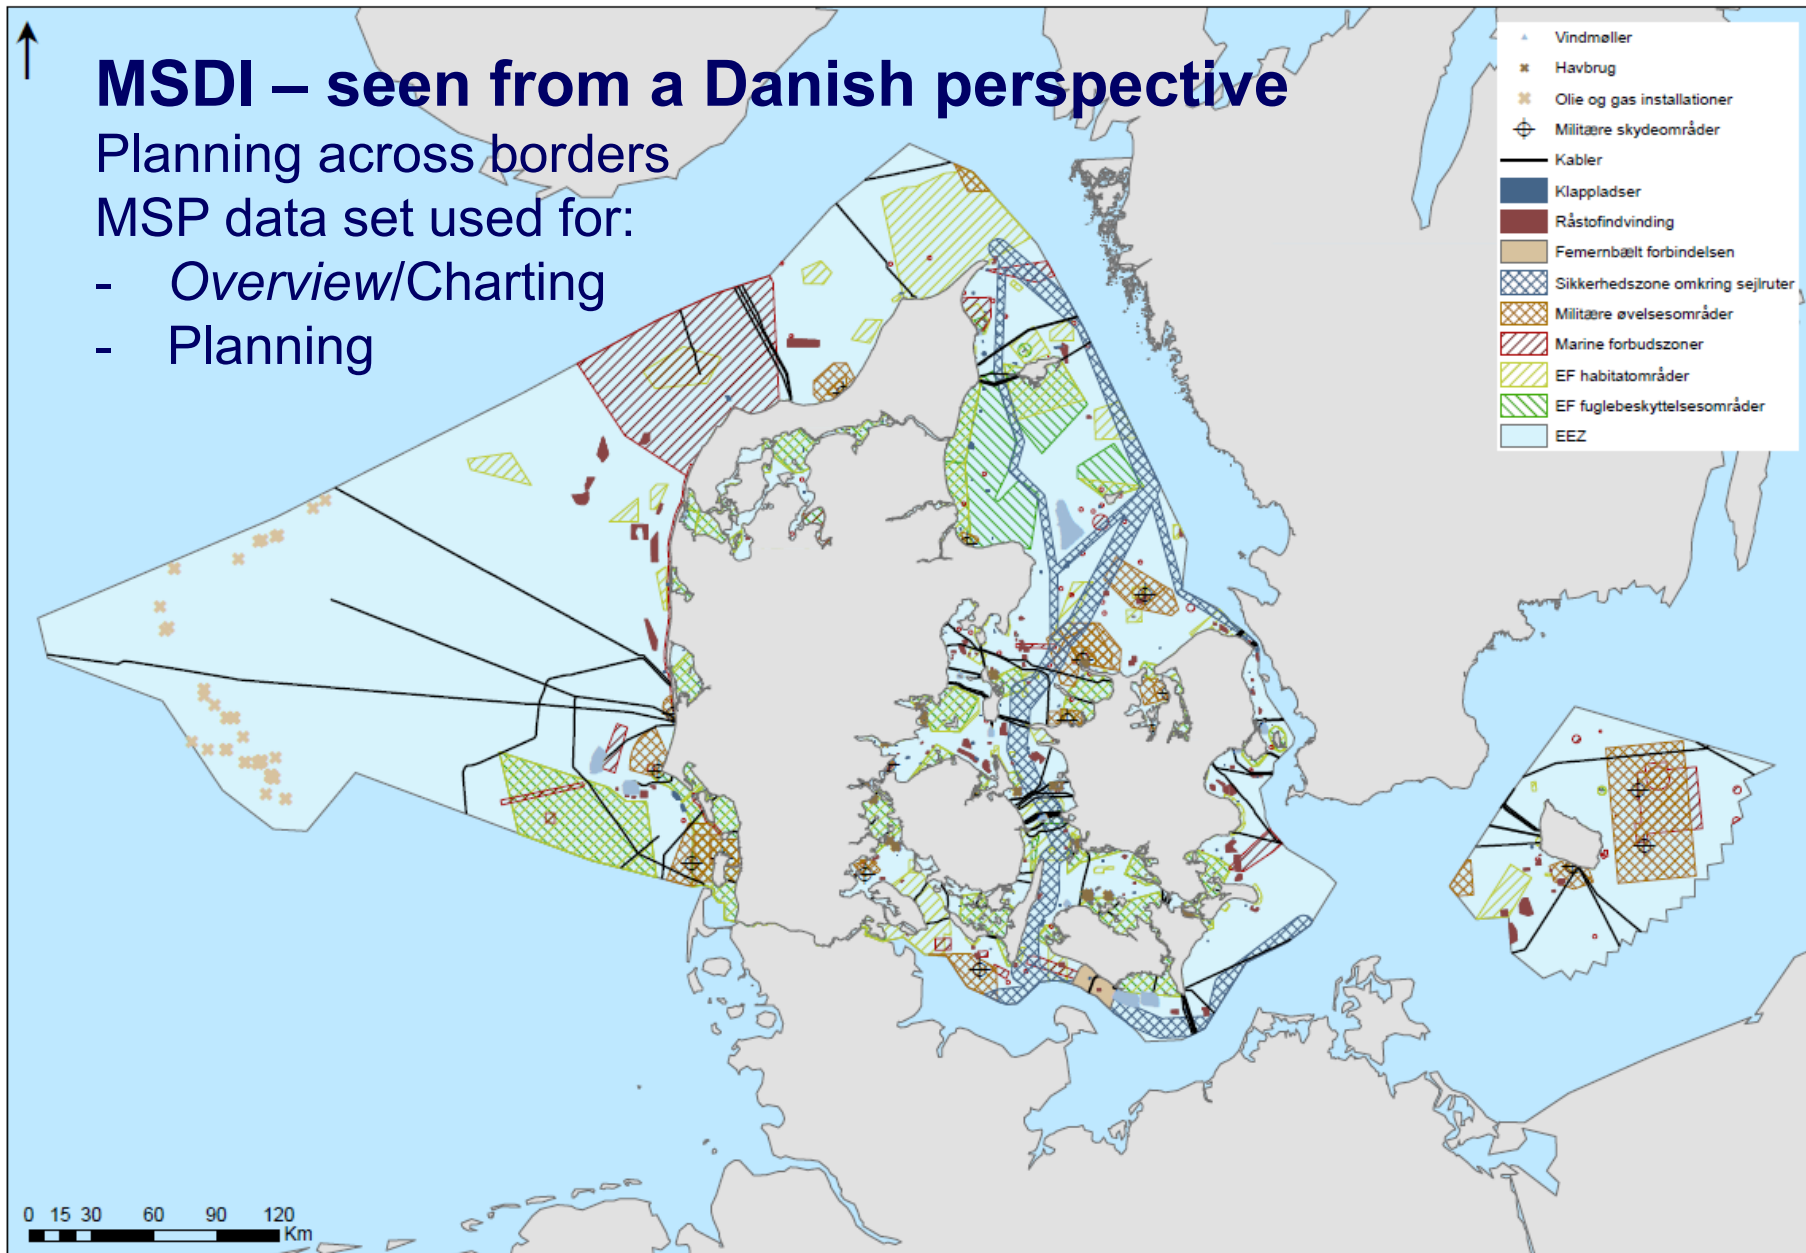 MSDI – seen from a Danish perspective
Planning across borders
MSP data set used for:
- Overview/Charting
- Planning
Vindmøller
Havbrug
Olie og gas installationer
Militære skydeområder
Kabler
Klappladser
Råstofindvinding
Femernbælt forbindelsen
Sikkerhedszone omkring sejlruter
Militære øvelsesområder
Marine forbudszoner
EF habitatområder
EF fuglebeskyttelsesområder
EEZ
0 15 30 60 90 120
Km